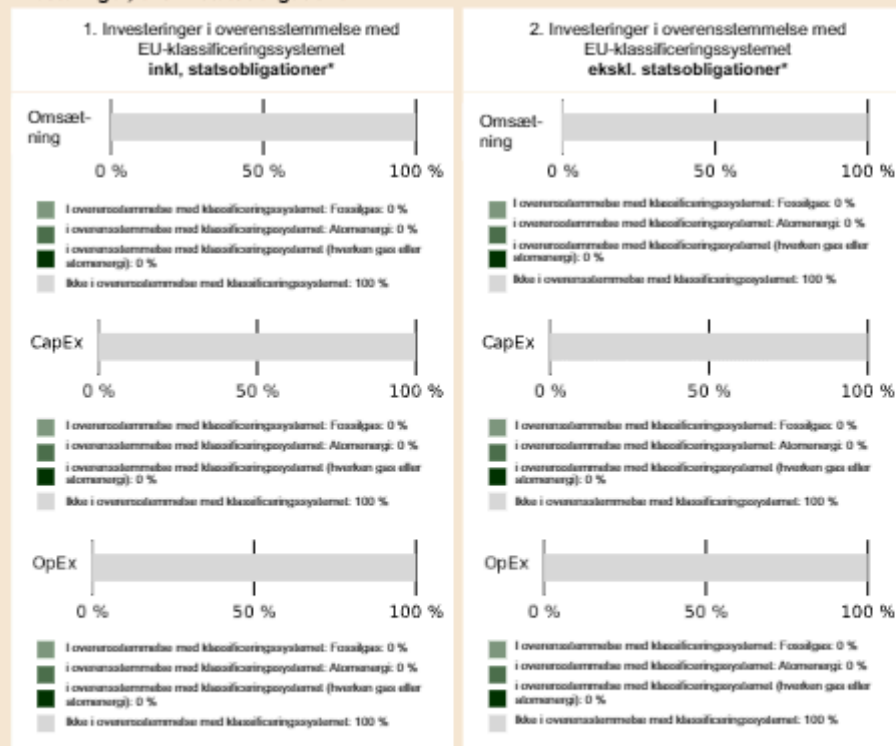 1. Investeringer i overensstemmelse med
EU-klassificeringssystemet
inkl, statsobligationer*
Omsæt-
ning
0 %
50 %
100 %
I overensstemmelse med klassificeringssystemet: Fossilgas: 0 %
i overensstemmelse med klassificeringssystemet: Atomenergi: 0 %
i overensstemmelse med klassificeringssystemet (hverken gas eller
atomenergi): 0 %
Ikke i overensstemmelse med klassificeringssystemet: 100 %
CapEx
0 %
50 %
100 %
I overensstemmelse med klassificeringssystemet: Fossilgas: 0 %
i overensstemmelse med klassificeringssystemet: Atomenergi: 0 %
i overensstemmelse med klassificeringssystemet (hverken gas eller
atomenergi): 0 %
Ikke i overensstemmelse med klassificeringssystemet: 100 %
OpEx
0 %
50 %
100 %
I overensstemmelse med klassificeringssystemet: Fossilgas: 0 %
i overensstemmelse med klassificeringssystemet: Atomenergi: 0 %
i overensstemmelse med klassificeringssystemet (hverken gas eller
atomenergi): 0 %
Ikke i overensstemmelse med klassificeringssystemet: 100 %
2. Investeringer i overensstemmelse med
EU-klassificeringssystemet
ekskl. statsobligationer*
Omsæt-
ning
0 %
50 %
100 %
I overensstemmelse med klassificeringssystemet: Fossilgas: 0 %
i overensstemmelse med klassificeringssystemet: Atomenergi: 0 %
i overensstemmelse med klassificeringssystemet (hverken gas eller
atomenergi): 0 %
Ikke i overensstemmelse med klassificeringssystemet: 100 %
CapEx
0 %
50 %
100 %
I overensstemmelse med klassificeringssystemet: Fossilgas: 0 %
i overensstemmelse med klassificeringssystemet: Atomenergi: 0 %
i overensstemmelse med klassificeringssystemet (hverken gas eller
atomenergi): 0 %
Ikke i overensstemmelse med klassificeringssystemet: 100 %
OpEx
0 %
50 %
100 %
I overensstemmelse med klassificeringssystemet: Fossilgas: 0 %
i overensstemmelse med klassificeringssystemet: Atomenergi: 0 %
i overensstemmelse med klassificeringssystemet (hverken gas eller
atomenergi): 0 %
Ikke i overensstemmelse med klassificeringssystemet: 100 %